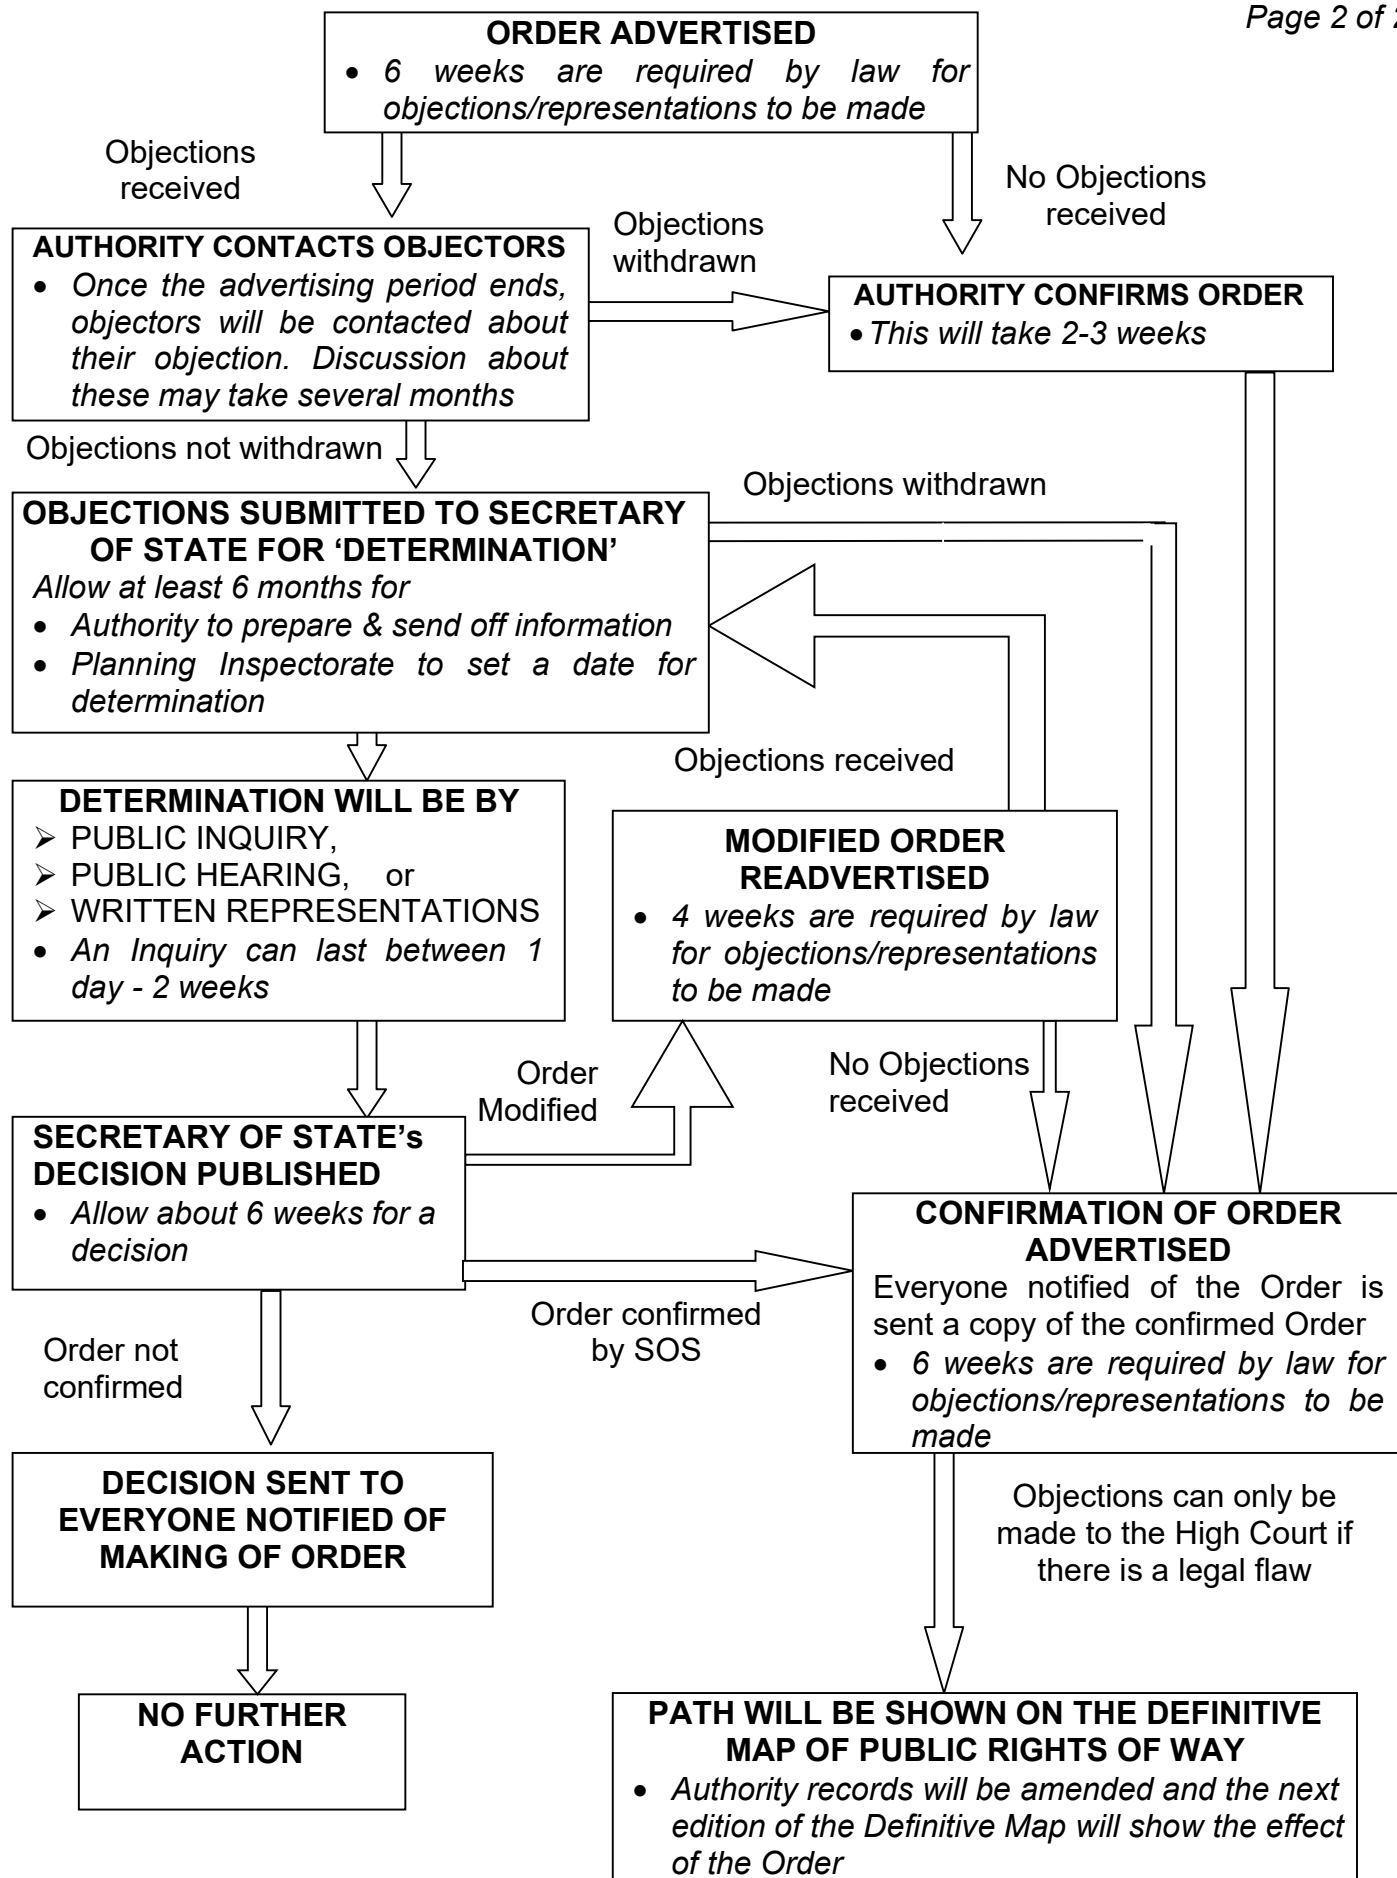 Page 2 of 2
ORDER ADVERTISED
• 6 weeks are required by law for
objections/representations to be made
Objections
received
No Objections
received
AUTHORITY CONTACTS OBJECTORS
• Once the advertising period ends,
objectors will be contacted about
their objection. Discussion about
these may take several months
Objections
withdrawn
AUTHORITY CONFIRMS ORDER
• This will take 2-3 weeks
Objections not withdrawn
OBJECTIONS SUBMITTED TO SECRETARY
OF STATE FOR ‘DETERMINATION’
Allow at least 6 months for
• Authority to prepare & send off information
• Planning Inspectorate to set a date for
determination
Objections withdrawn
Objections received
DETERMINATION WILL BE BY
➢ PUBLIC INQUIRY,
➢ PUBLIC HEARING, or
➢ WRITTEN REPRESENTATIONS
• An Inquiry can last between 1
day - 2 weeks
MODIFIED ORDER
READVERTISED
• 4 weeks are required by law
for objections/representations
to be made
Order
Modified
No Objections
received
SECRETARY OF STATE’s
DECISION PUBLISHED
• Allow about 6 weeks for a
decision
Order confirmed
by SOS
CONFIRMATION OF ORDER
ADVERTISED
Everyone notified of the Order is
sent a copy of the confirmed Order
• 6 weeks are required by law for
objections/representations to be
made
Order not
confirmed
DECISION SENT TO
EVERYONE NOTIFIED OF
MAKING OF ORDER
Objections can only be
made to the High Court if
there is a legal flaw
NO FURTHER
ACTION
PATH WILL BE SHOWN ON THE DEFINITIVE
MAP OF PUBLIC RIGHTS OF WAY
• Authority records will be amended and the next
edition of the Definitive Map will show the effect
of the Order